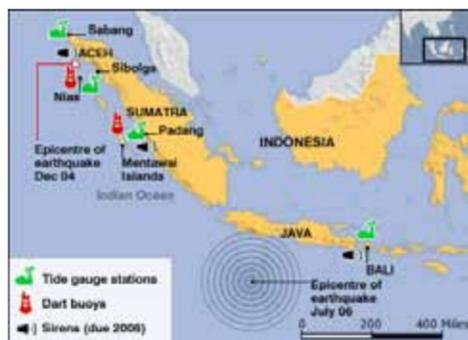 Sabang
ACEH
Sibolga
Nias
SUMATRA
Padang
Epicentre of
earthquake
Dec 04
Mentawai
Islands
INDONESIA
Indian Ocean
JAVA
BALI
Epicentre of
earthquake
July 06
Tide gauge stations
Dart buoys
Sirens (due 2006)
0 200 400 Miles